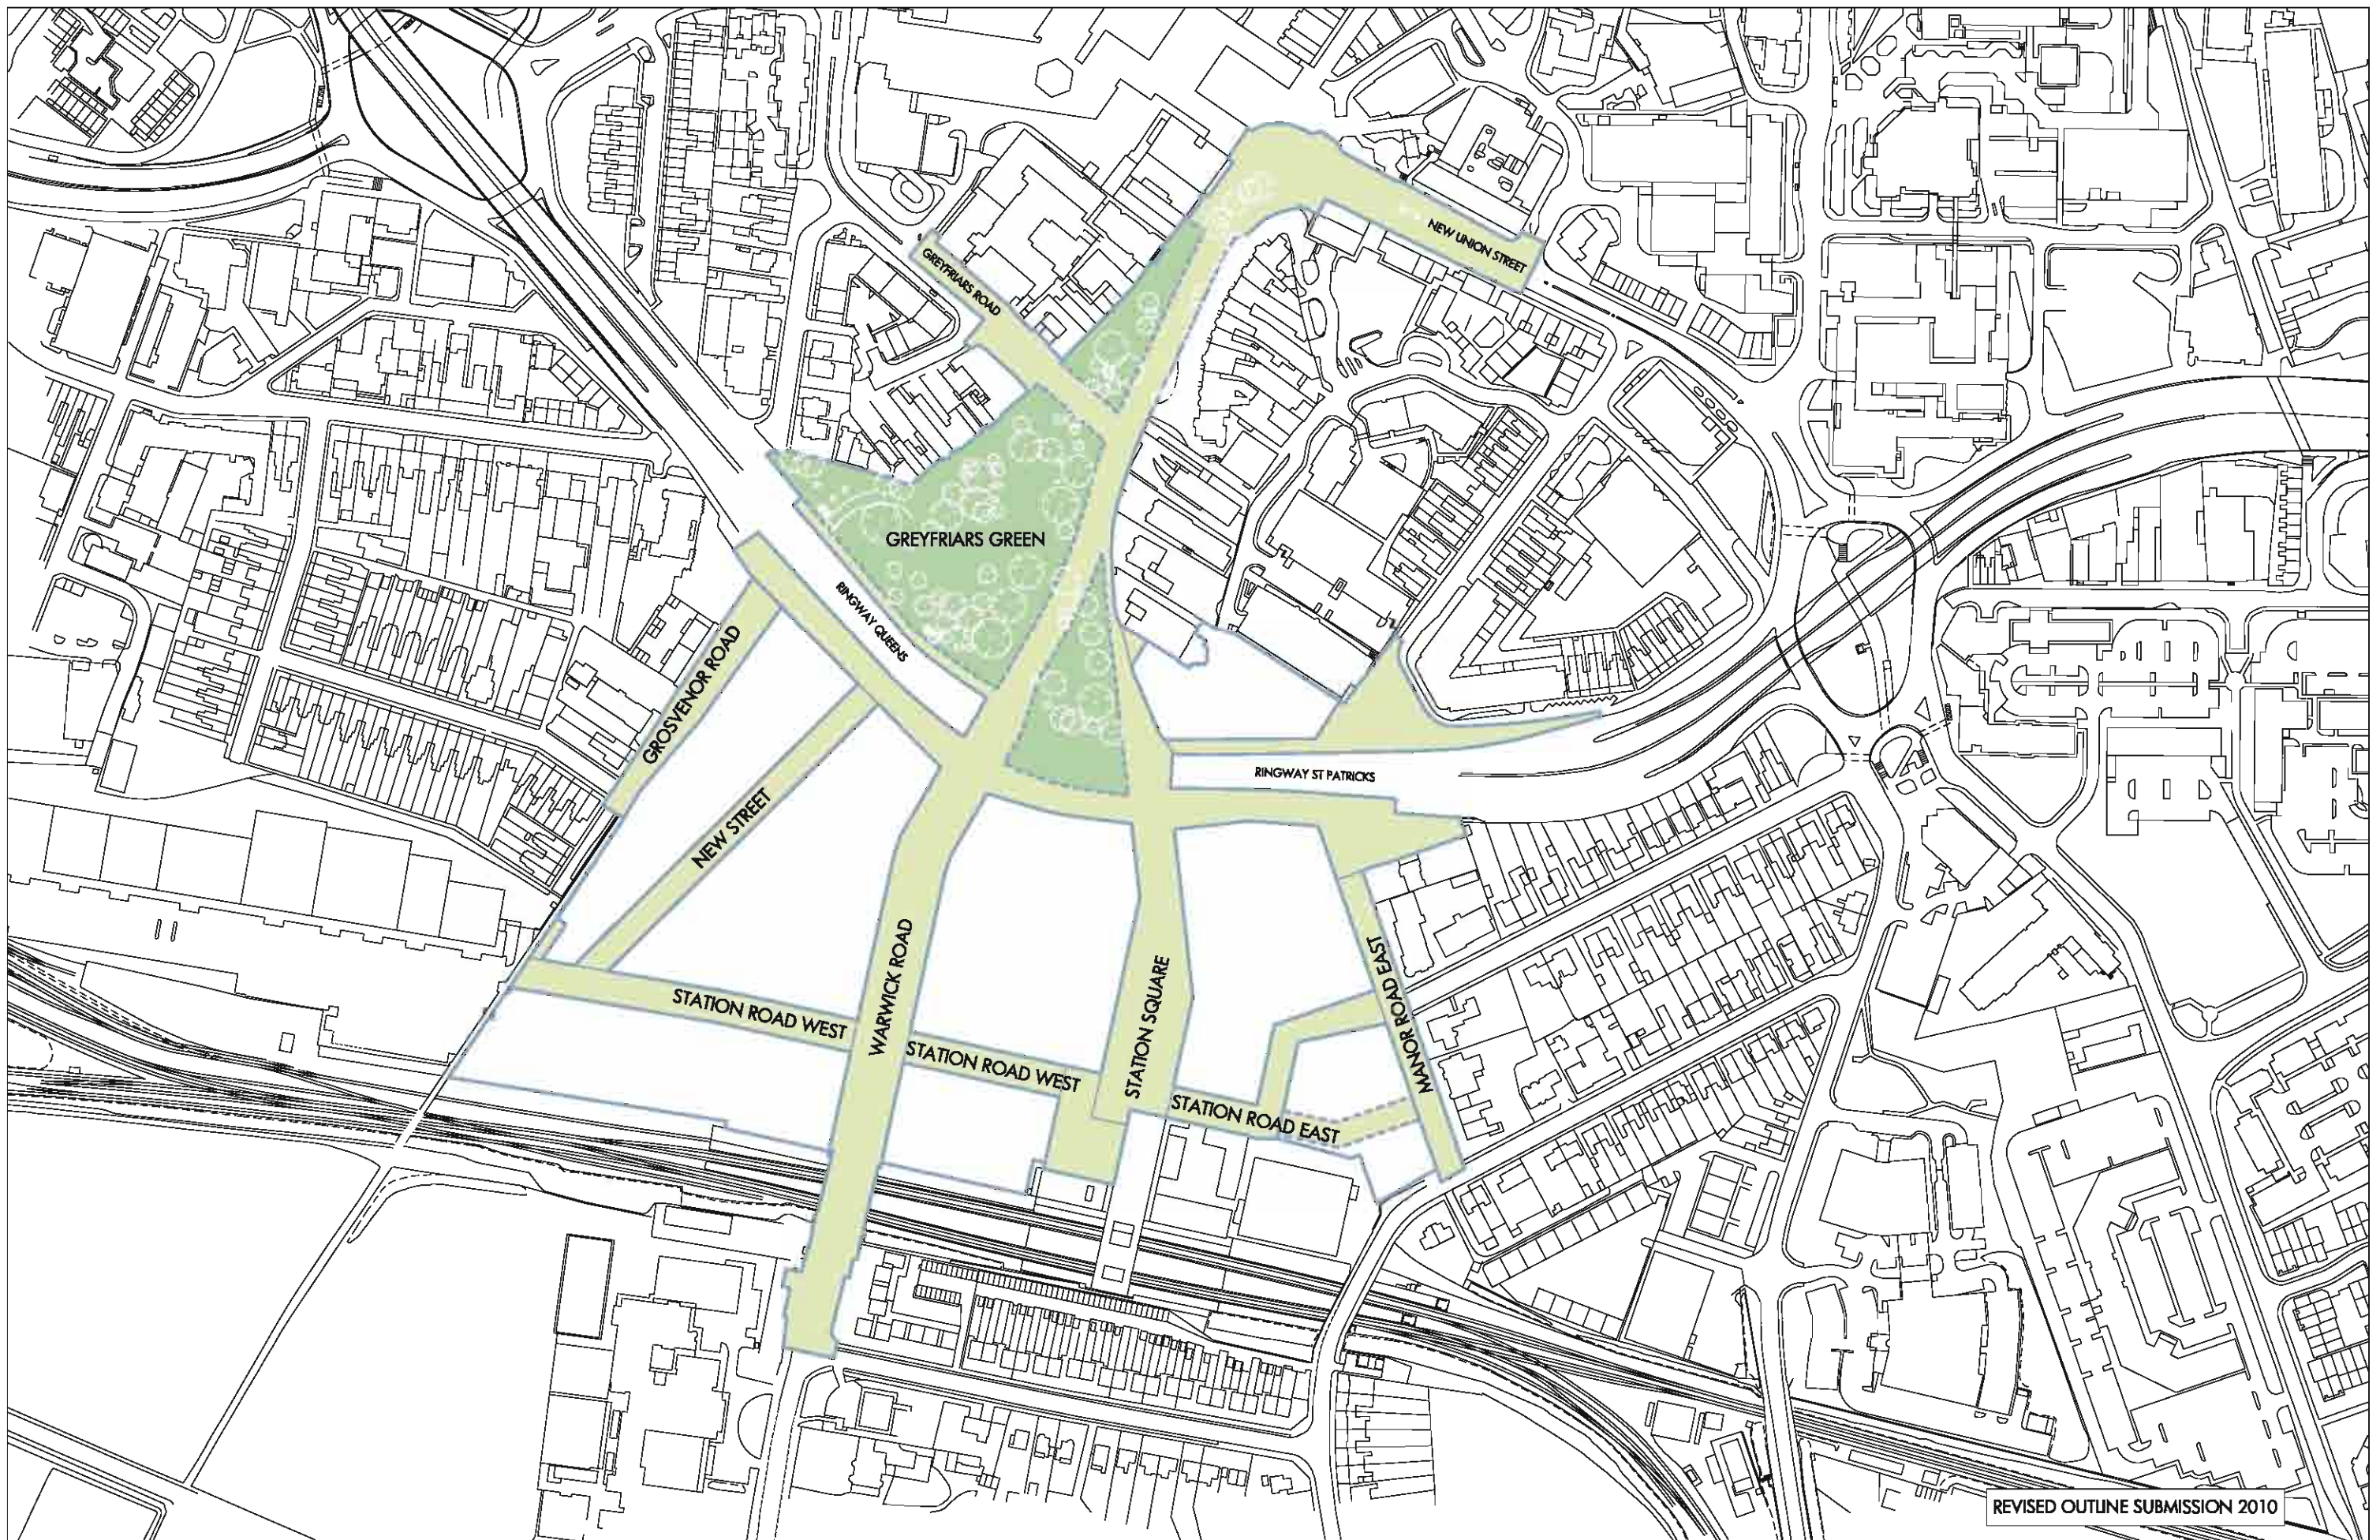 NEW UNION STREET
GREYFRIARS ROAD
GREYFRIARS GREEN
RINGWAY QUEENS
GROSVENOR ROAD
RINGWAY ST PATRICKS
NEW STREET
WARWICK ROAD
STATION SQUARE
MANOR ROAD EAST
STATION ROAD WEST
STATION ROAD WEST
STATION ROAD EAST
REVISED OUTLINE SUBMISSION 2010